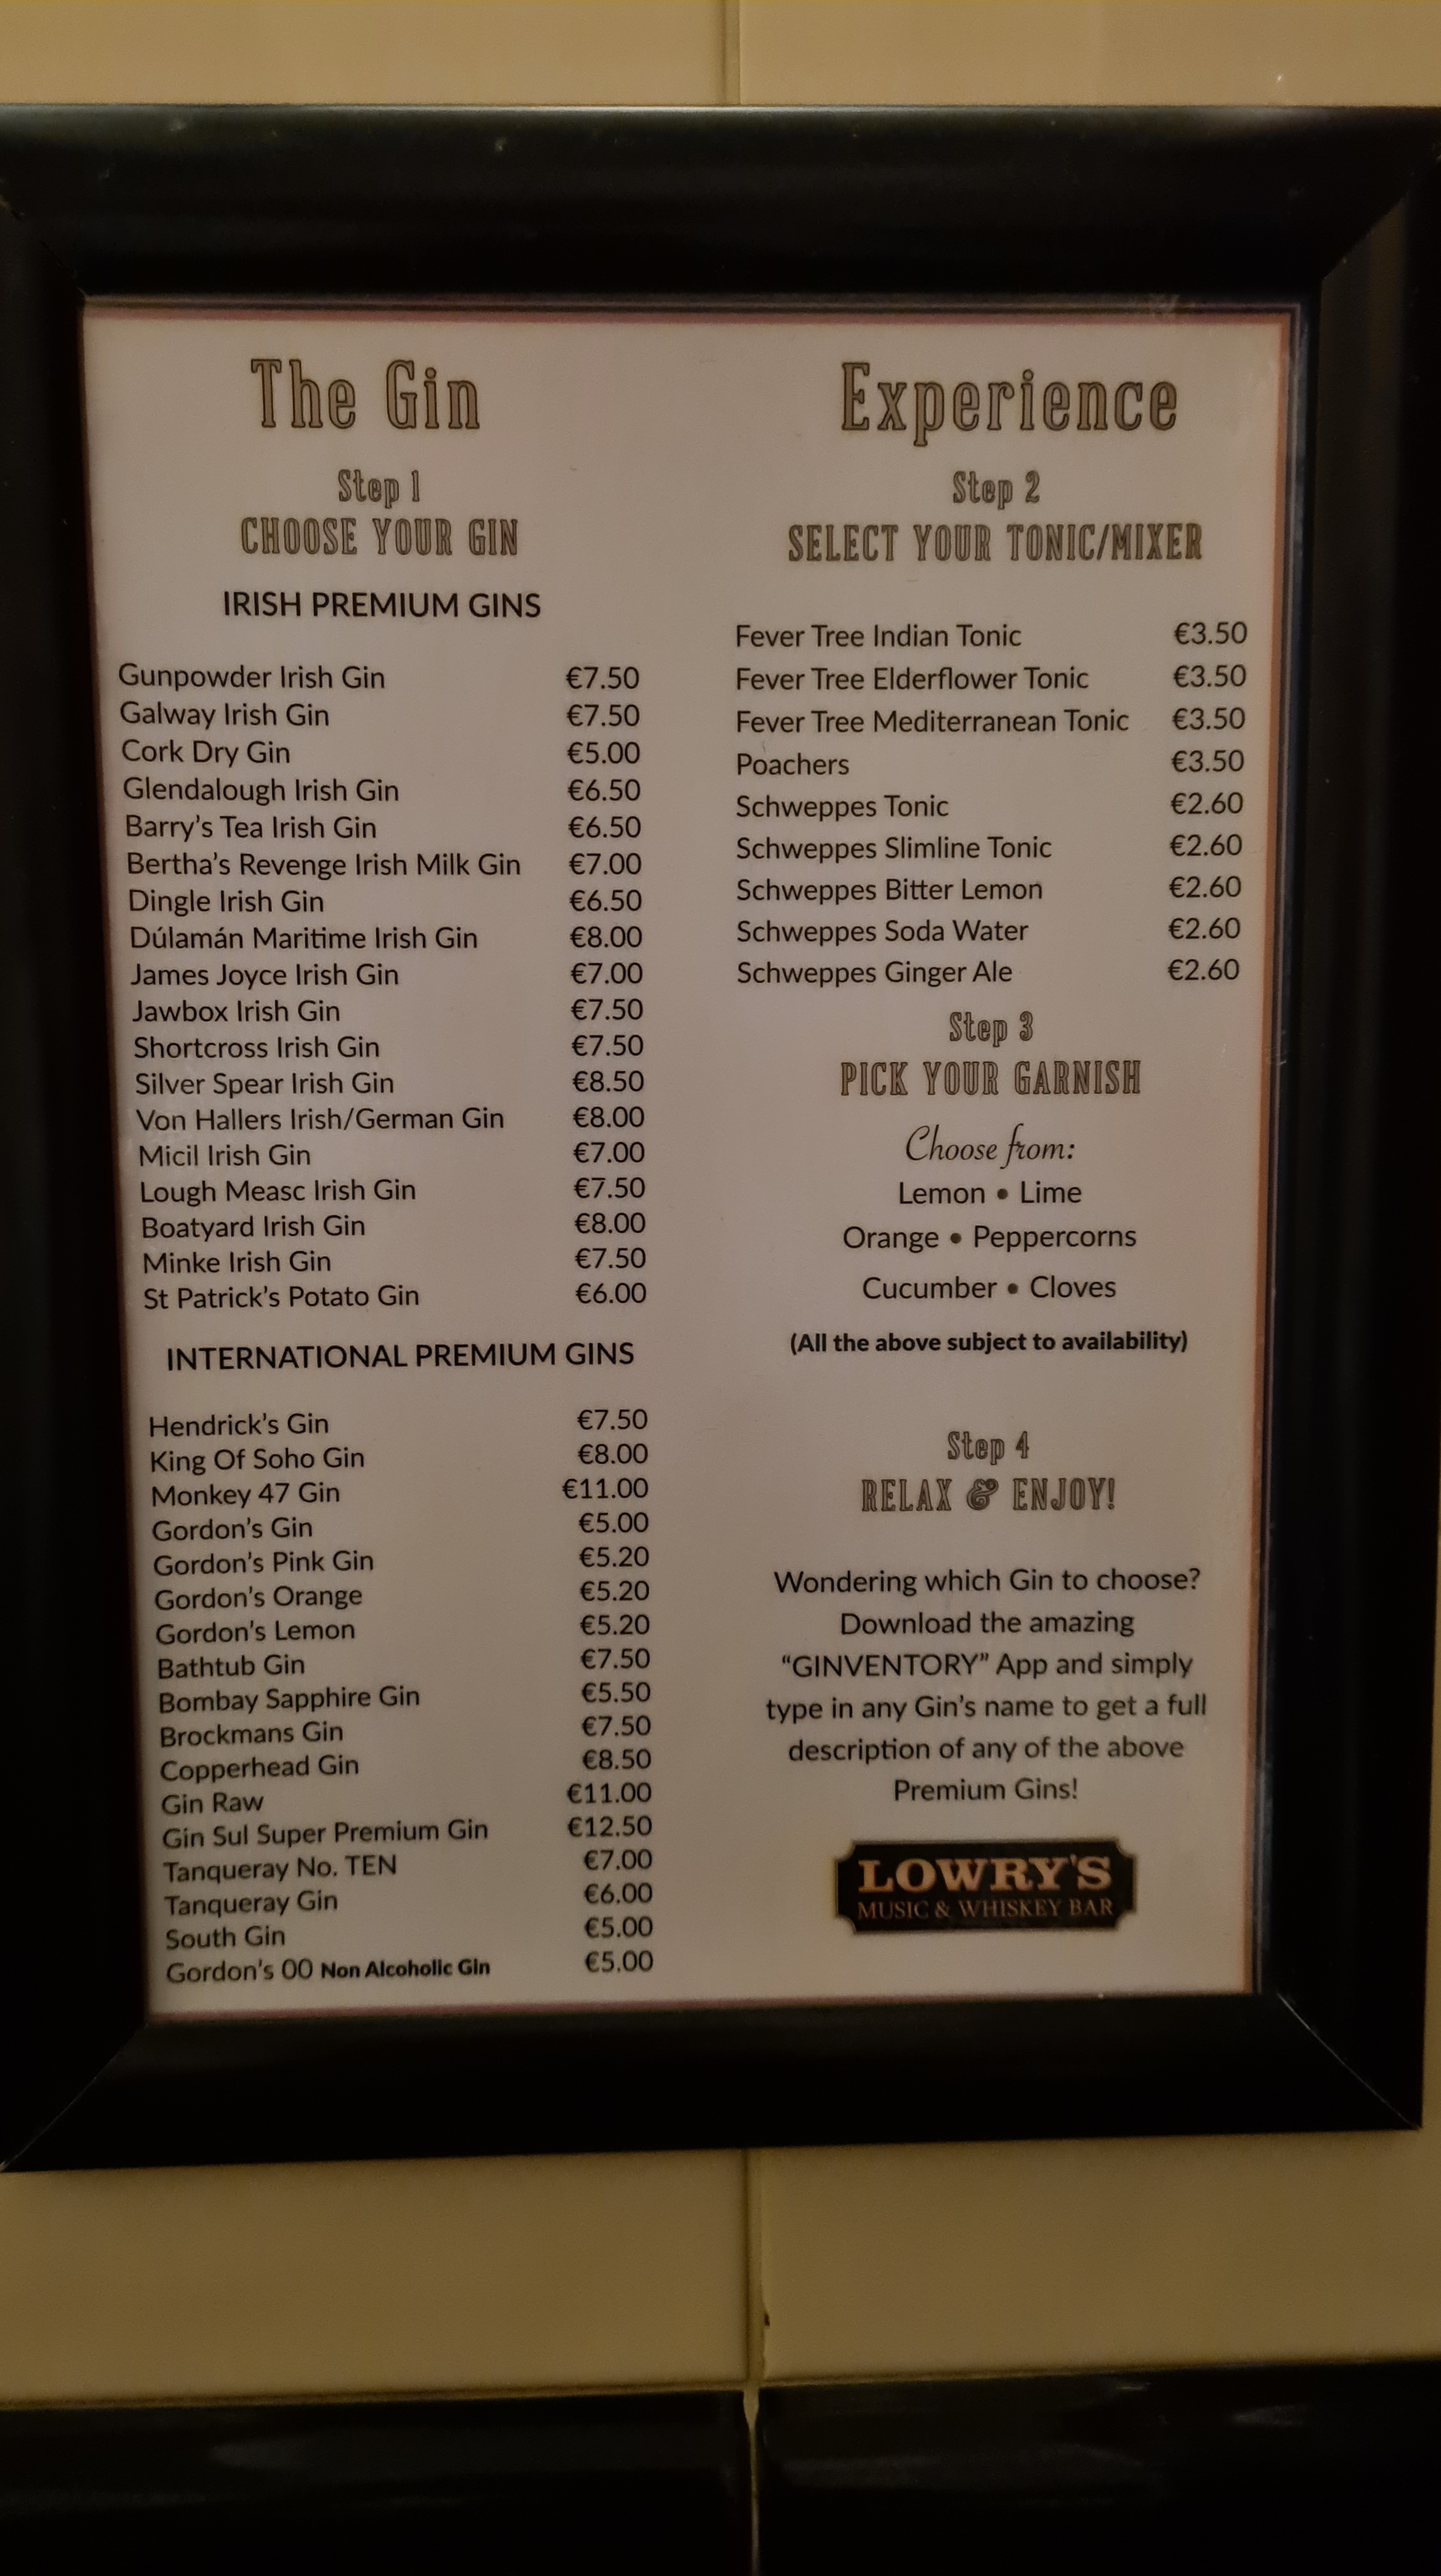 The Gin
Step 1
CHOOSE YOUR GIN
IRISH PREMIUM GINS
Gunpowder Irish Gin €7.50
Galway Irish Gin €7.50
Cork Dry Gin €5.00
Glendalough Irish Gin €6.50
Barry's Tea Irish Gin €6.50
Bertha's Revenge Irish Milk Gin €7.00
Dingle Irish Gin €6.50
Dúlamán Maritime Irish Gin €8.00
James Joyce Irish Gin €7.00
Jawbox Irish Gin €7.50
Shortcross Irish Gin €7.50
Silver Spear Irish Gin €8.50
Von Hallers Irish/German Gin €8.00
Micil Irish Gin €7.00
Lough Measc Irish Gin €7.50
Boatyard Irish Gin €8.00
Minke Irish Gin €7.50
St Patrick's Potato Gin €6.00
INTERNATIONAL PREMIUM GINS
Hendrick's Gin €7.50
King Of Soho Gin €8.00
Monkey 47 Gin €11.00
Gordon's Gin €5.00
Gordon's Pink Gin €5.20
Gordon's Orange €5.20
Gordon's Lemon €5.20
Bathtub Gin €7.50
Bombay Sapphire Gin €5.50
Brockmans Gin €7.50
Copperhead Gin €8.50
Gin Raw €11.00
Gin Sul Super Premium Gin €12.50
Tanqueray No. TEN €7.00
Tanqueray Gin €6.00
South Gin €5.00
Gordon's 00 Non Alcoholic Gin €5.00
Experience
Step 2
SELECT YOUR TONIC/MIXER
Fever Tree Indian Tonic €3.50
Fever Tree Elderflower Tonic €3.50
Fever Tree Mediterranean Tonic €3.50
Poachers €3.50
Schweppes Tonic €2.60
Schweppes Slimline Tonic €2.60
Schweppes Bitter Lemon €2.60
Schweppes Soda Water €2.60
Schweppes Ginger Ale €2.60
Step 3
PICK YOUR GARNISH
Choose from:
Lemon • Lime
Orange • Peppercorns
Cucumber • Cloves
(All the above subject to availability)
Step 4
RELAX & ENJOY!
Wondering which Gin to choose?
Download the amazing
“GINVENTORY” App and simply
type in any Gin's name to get a full
description of any of the above
Premium Gins!
LOWRY'S
MUSIC & WHISKEY BAR